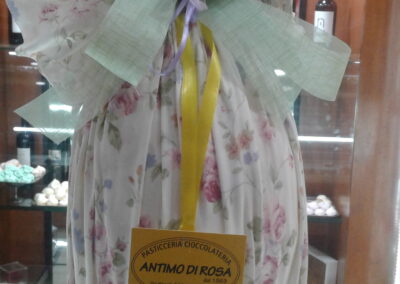 PASTICCERIA CIOCCOLATERIA
ANTIMO DI ROSA